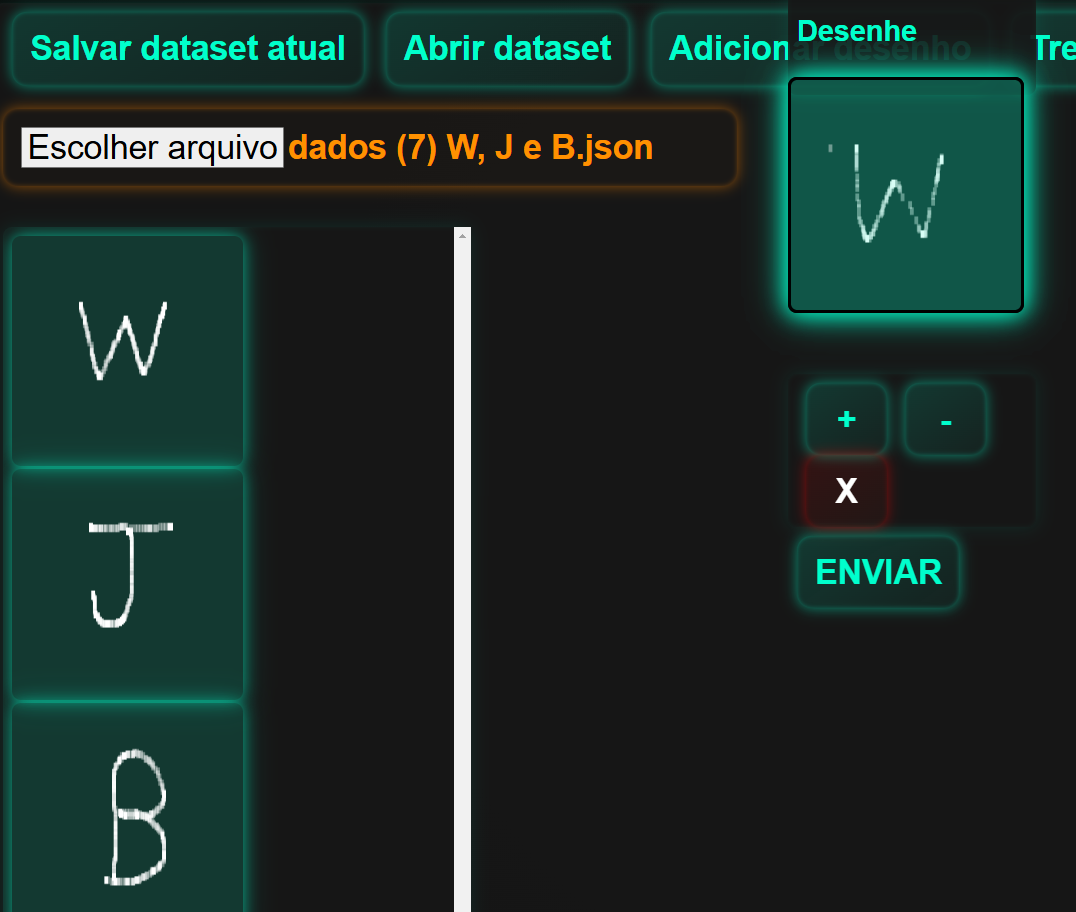 Salvar dataset atual Abrir dataset Adicionar desenho Tre
Desenhe
Escolher arquivo dados (7) W, J e B.json
W
W
J
B
+ -
X
ENVIAR